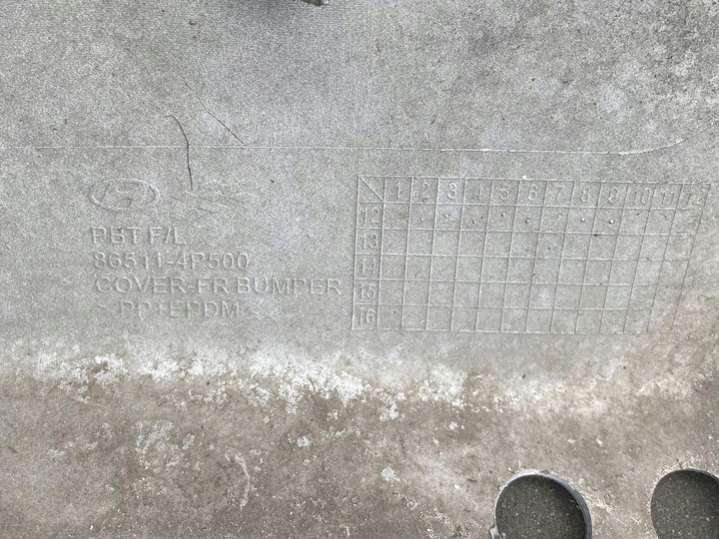 PBT F/L
86511-4P500
COVER-FR BUMPER
PP+EPDM
1 2 3 4 5 6 7 8 9 10 11 12
12
13
14
15
16